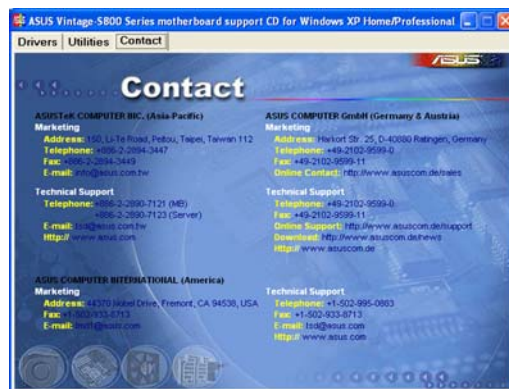 ASUS Vintage-S800 Series motherboard support CD for Windows XP Home/Professional
Drivers Utilities Contact
ASUS
Contact
ASUSTeK COMPUTER INC. (Asia-Pacific)
Marketing
Address: 150, Li-Te Road, Peitou, Taipei, Taiwan 112
Telephone: +886-2-2894-3447
Fax: +886-2-2894-3449
E-mail: info@asus.com.tw
Technical Support
Telephone: +886-2-2890-7121 (MB)
+886-2-2890-7123 (Server)
E-mail: tsd@asus.com.tw
Http:// www.asus.com
ASUS COMPUTER GmbH (Germany & Austria)
Marketing
Address: Harkort Str. 25, D-40880 Ratingen, Germany
Telephone: +49-2102-9599-0
Fax: +49-2102-9599-11
Online Contact: http://www.asuscom.de/sales
Technical Support
Telephone: +49-2102-9599-0
Fax: +49-2102-9599-11
Online Support: http://www.asuscom.de/support
Download: http://www.asuscom.de/news
Http:// www.asuscom.de
ASUS COMPUTER INTERNATIONAL (America)
Marketing
Address: 44370 Nobel Drive, Fremont, CA 94538, USA
Fax: +1-502-933-8713
E-mail:
Technical Support
Telephone: +1-502-995-0883
Fax: +1-502-933-8713
E-mail: tsd@asus.com
Http:// www.asus.com